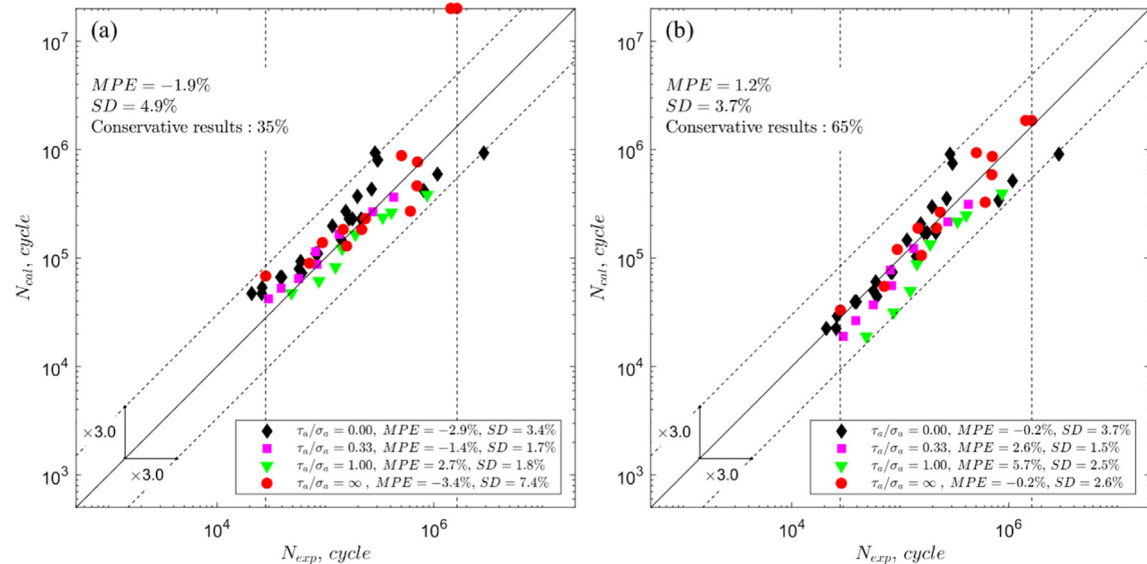 (a)
MPE = −1.9%
SD = 4.9%
Conservative results : 35%
10^7
10^6
10^5
10^4
10^3
N_cal, cycle
×3.0
×3.0
τ_a/σ_a = 0.00, MPE = −2.9%, SD = 3.4%
τ_a/σ_a = 0.33, MPE = −1.4%, SD = 1.7%
τ_a/σ_a = 1.00, MPE = 2.7%, SD = 1.8%
τ_a/σ_a = ∞ , MPE = −3.4%, SD = 7.4%
10^4
10^6
N_exp, cycle
(b)
MPE = 1.2%
SD = 3.7%
Conservative results : 65%
10^7
10^6
10^5
10^4
10^3
N_cal, cycle
×3.0
×3.0
τ_a/σ_a = 0.00, MPE = −0.2%, SD = 3.7%
τ_a/σ_a = 0.33, MPE = 2.6%, SD = 1.5%
τ_a/σ_a = 1.00, MPE = 5.7%, SD = 2.5%
τ_a/σ_a = ∞ , MPE = −0.2%, SD = 2.6%
10^4
10^6
N_exp, cycle